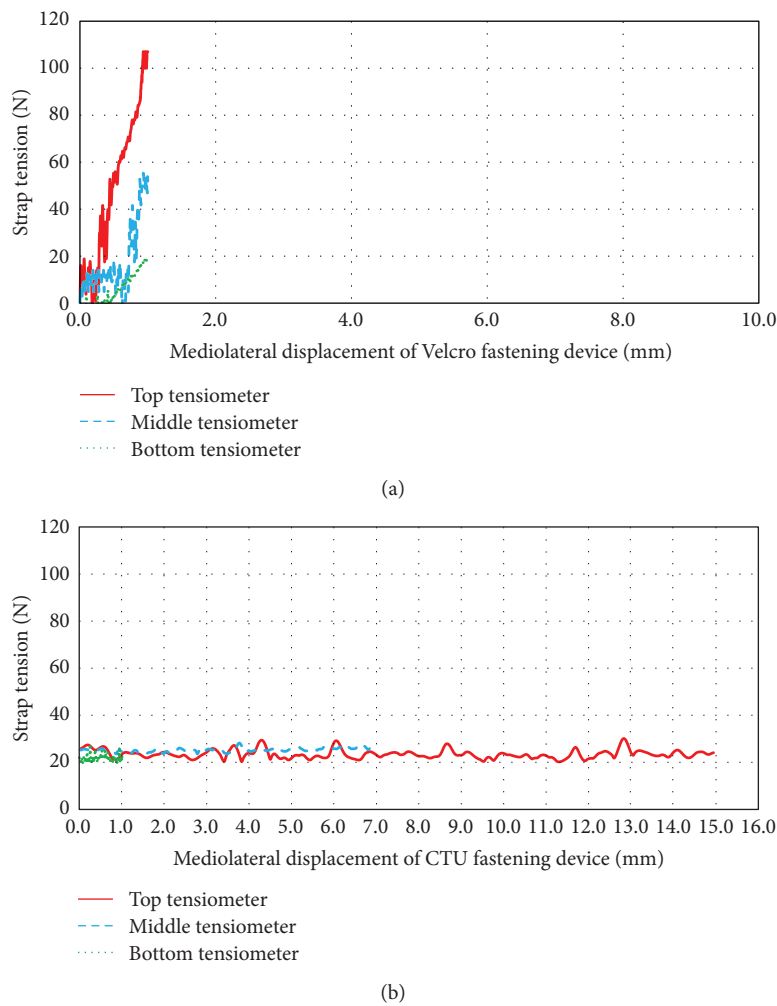 120
100
80
60
40
20
0
Strap tension (N)
0.0 2.0 4.0 6.0 8.0 10.0
Mediolateral displacement of Velcro fastening device (mm)
Top tensiometer
Middle tensiometer
Bottom tensiometer
(a)
120
100
80
60
40
20
0
Strap tension (N)
0.0 1.0 2.0 3.0 4.0 5.0 6.0 7.0 8.0 9.0 10.0 11.0 12.0 13.0 14.0 15.0 16.0
Mediolateral displacement of CTU fastening device (mm)
Top tensiometer
Middle tensiometer
Bottom tensiometer
(b)